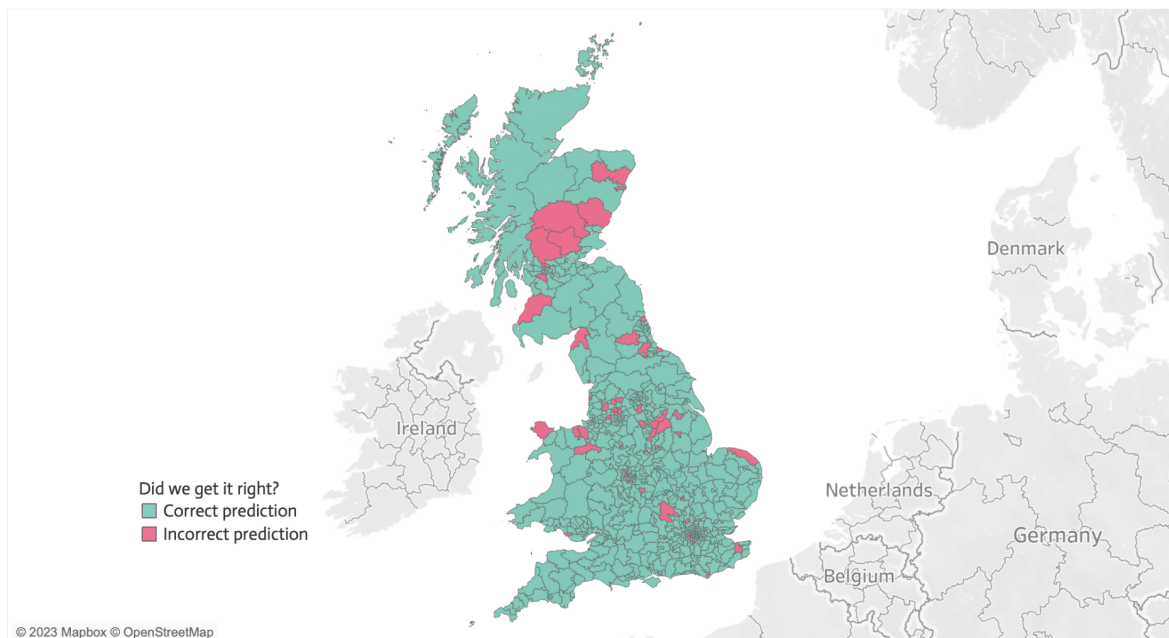 Denmark
Ireland
Did we get it right?
Correct prediction
Incorrect prediction
Netherlands
Germany
Belgium
© 2023 Mapbox © OpenStreetMap